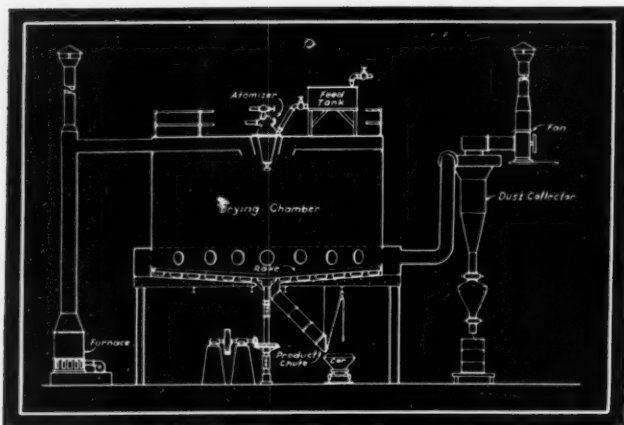 Atomizer
Feed
Tank
Fan
Drying Chamber
Dust Collector
Rake
Furnace
Product
Chute
Car